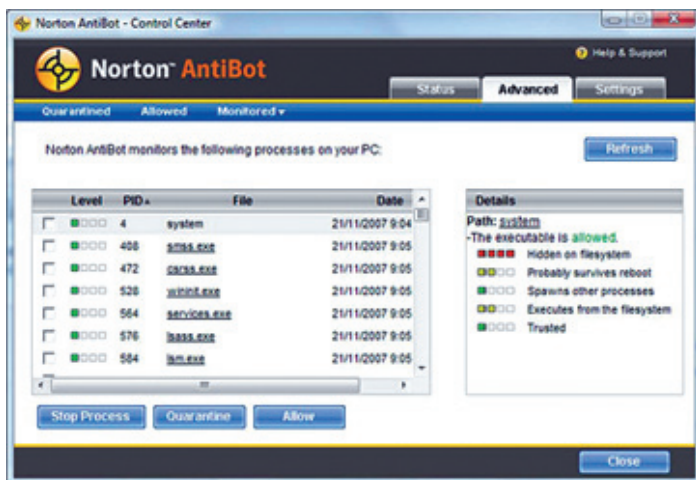 Norton AntiBot - Control Center
Help & Support
Norton™ AntiBot
Status Advanced Settings
Quarantined Allowed Monitored
Norton AntiBot monitors the following processes on your PC:
Refresh
Level PID File Date
4 system 21/11/2007 9:04
408 smss.exe 21/11/2007 9:05
472 csrss.exe 21/11/2007 9:05
528 wininit.exe 21/11/2007 9:05
564 services.exe 21/11/2007 9:05
576 lsass.exe 21/11/2007 9:05
584 lsm.exe 21/11/2007 9:05
Details
Path: system
-The executable is allowed.
Hidden on filesystem
Probably survives reboot
Spawns other processes
Executes from the filesystem
Trusted
Stop Process Quarantine Allow
Close